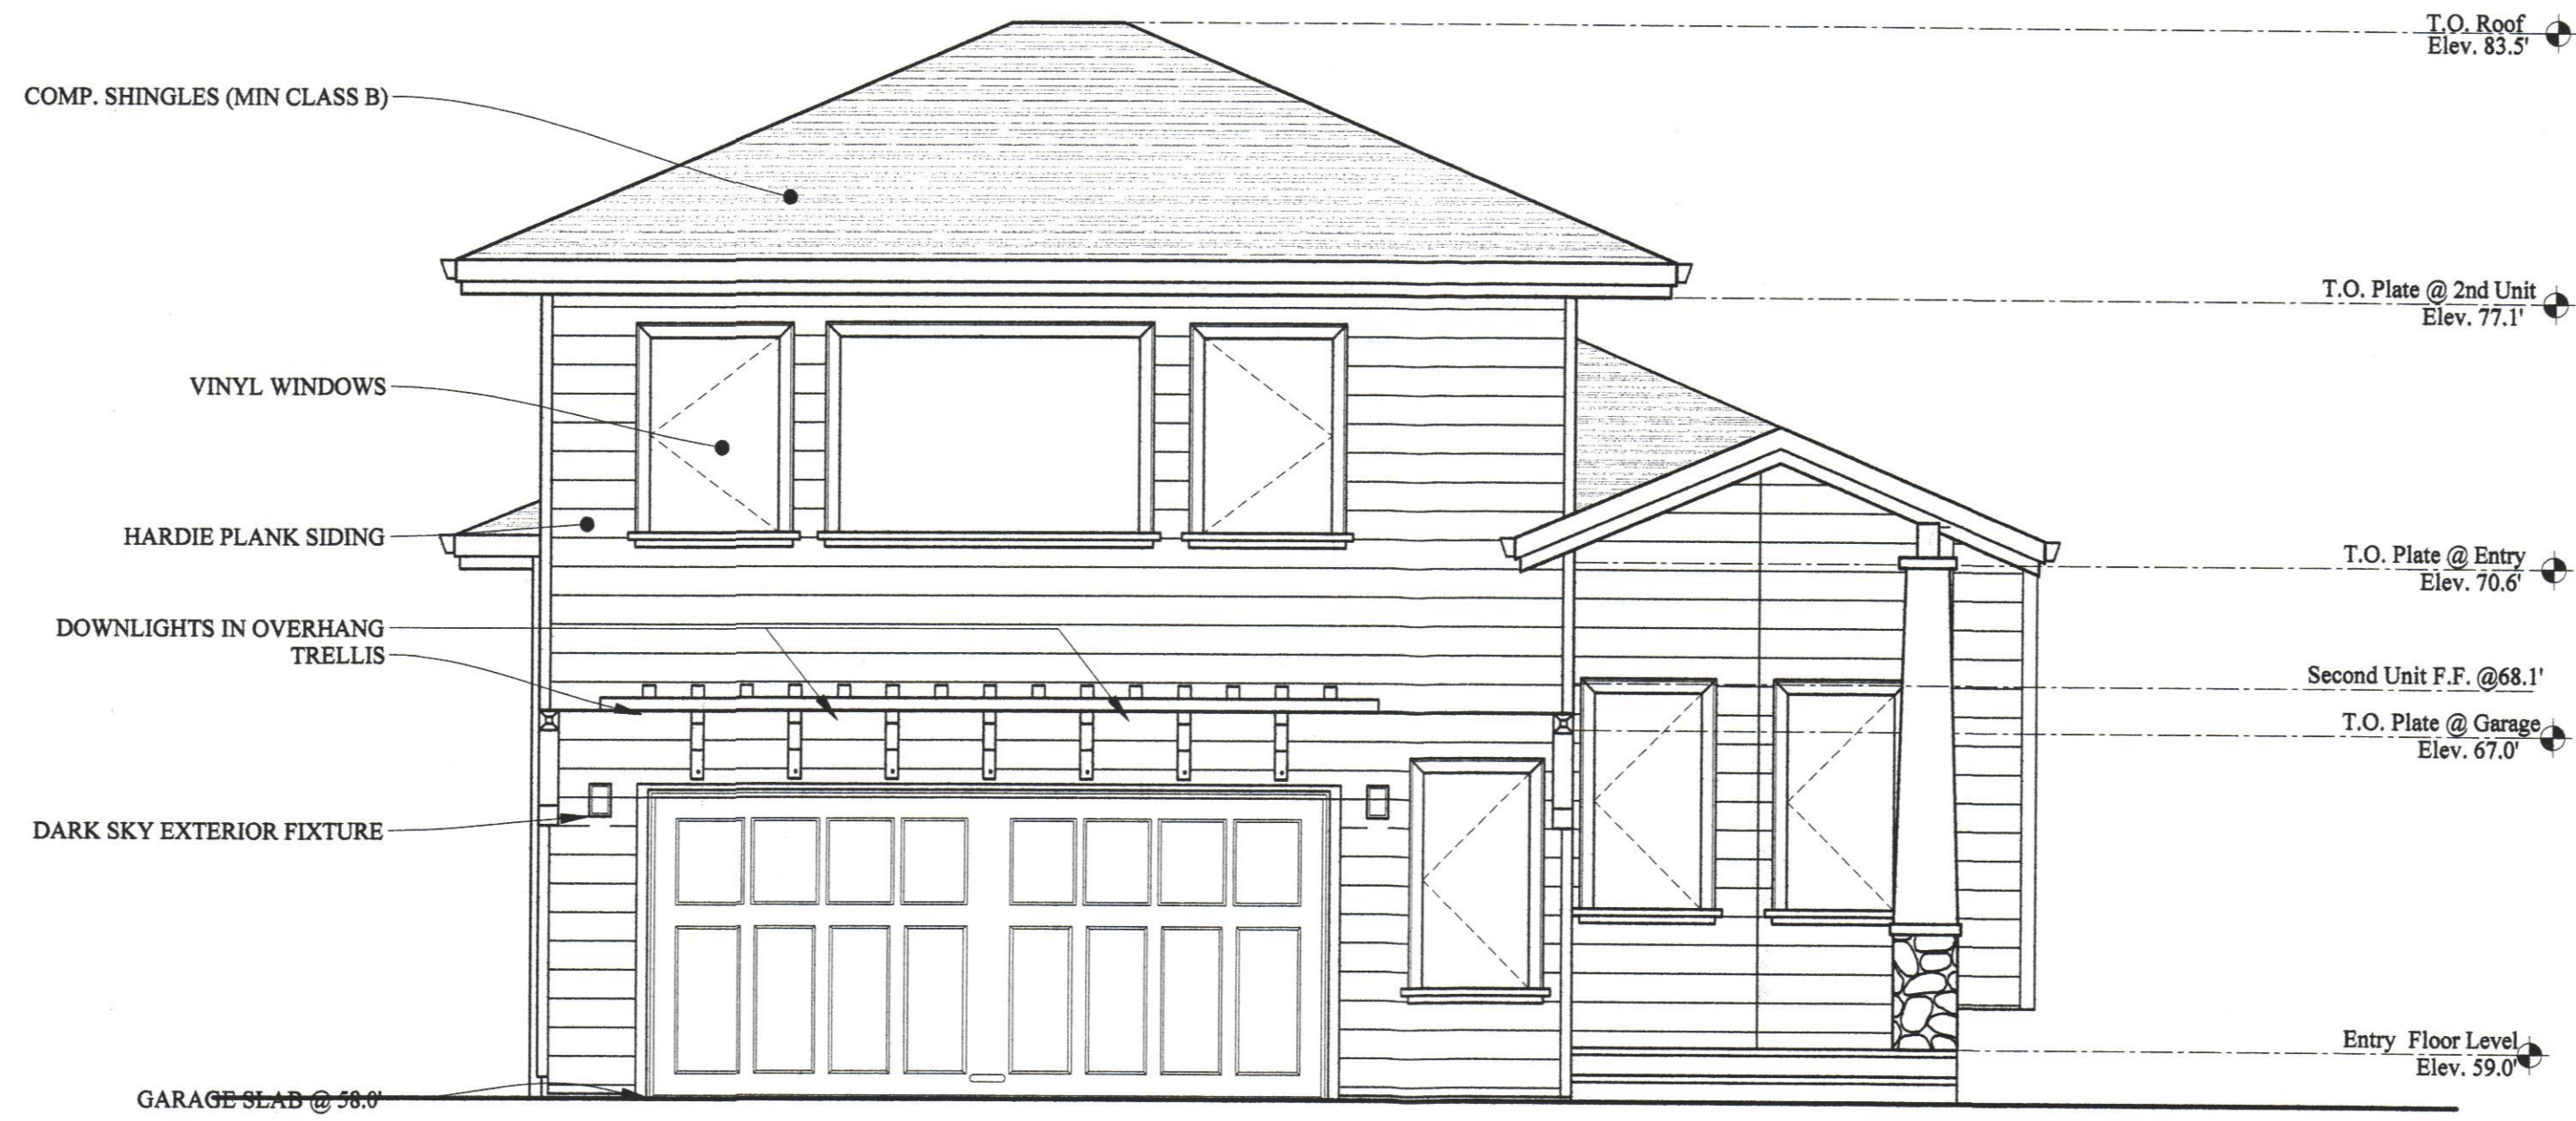 T.O. Roof
Elev. 83.5'
COMP. SHINGLES (MIN CLASS B)
T.O. Plate @ 2nd Unit
Elev. 77.1'
VINYL WINDOWS
HARDIE PLANK SIDING
T.O. Plate @ Entry
Elev. 70.6'
DOWNLIGHTS IN OVERHANG
TRELLIS
Second Unit F.F. @68.1'
T.O. Plate @ Garage
Elev. 67.0'
DARK SKY EXTERIOR FIXTURE
Entry Floor Level
Elev. 59.0'
GARAGE SLAB @ 58.0'